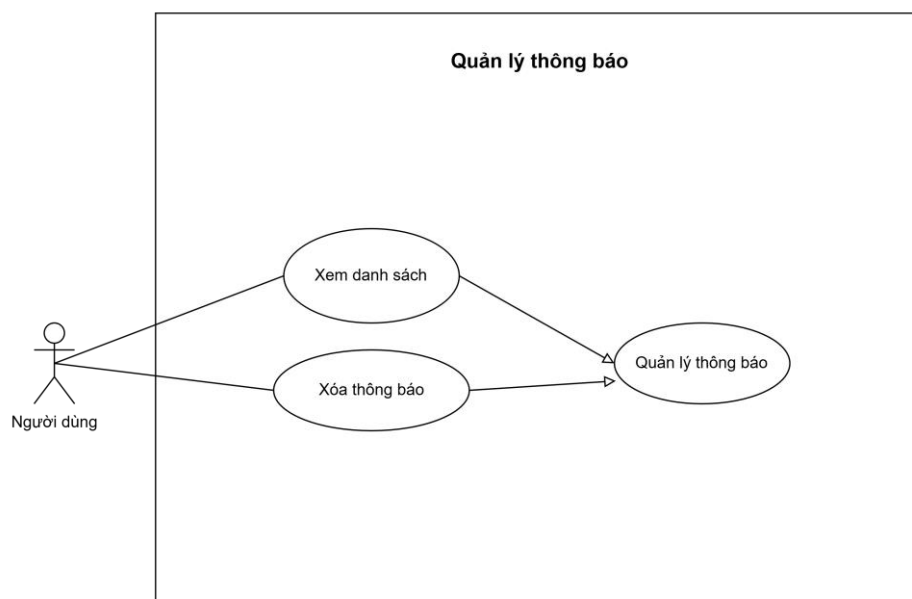 Quản lý thông báo
Xem danh sách
Quản lý thông báo
Xóa thông báo
Người dùng